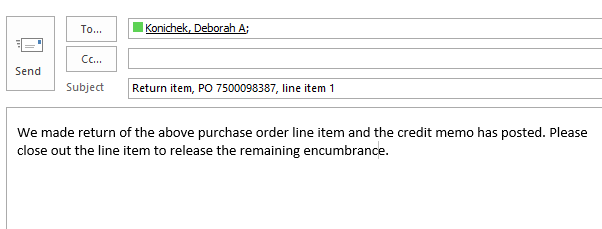 To...
Konichek, Deborah A;
Cc...
Send
Subject
Return item, PO 7500098387, line item 1
We made return of the above purchase order line item and the credit memo has posted. Please
close out the line item to release the remaining encumbrance.